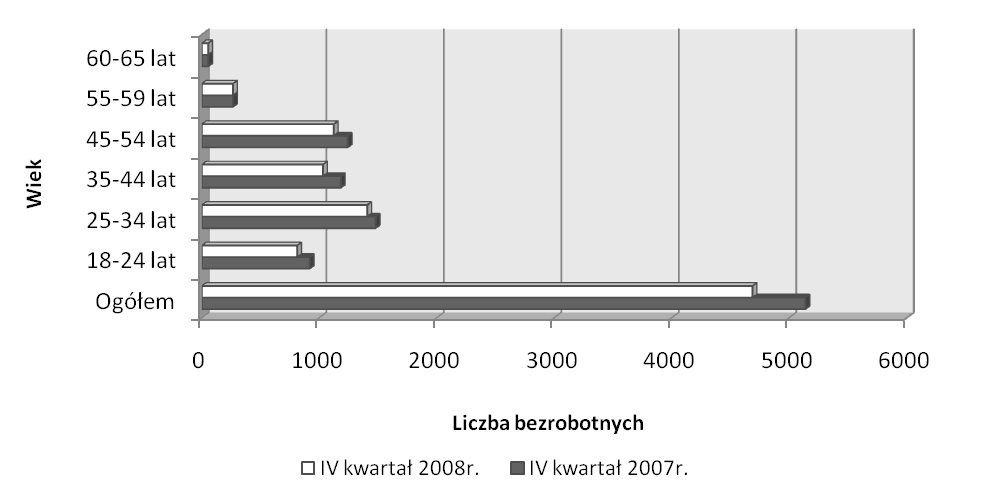 60-65 lat
55-59 lat
45-54 lat
35-44 lat
25-34 lat
18-24 lat
Ogółem
Wiek
0 1000 2000 3000 4000 5000 6000
Liczba bezrobotnych
IV kwartał 2008r. IV kwartał 2007r.